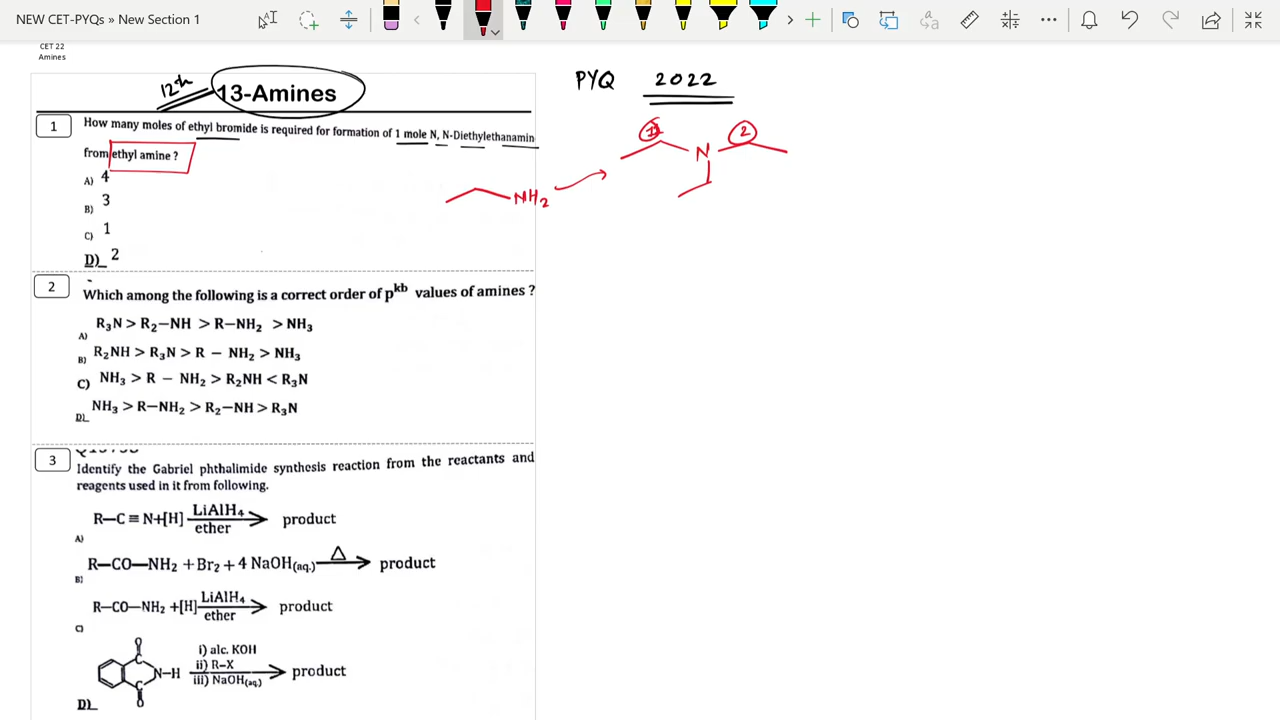 NEW CET-PYQs » New Section 1
CET 22
Amines
12th
13-Amines
PYQ 2022
1
How many moles of ethyl bromide is required for formation of 1 mole N, N-Diethylethanamin
from ethyl amine ?
A) 4
B) 3
C) 1
D) 2
NH2
N
2
2
Which among the following is a correct order of p^kb values of amines ?
A) R3N > R2–NH > R–NH2 > NH3
B) R2NH > R3N > R – NH2 > NH3
C) NH3 > R – NH2 > R2NH < R3N
D) NH3 > R–NH2 > R2–NH > R3N
3
Identify the Gabriel phthalimide synthesis reaction from the reactants and
reagents used in it from following.
A) R–C ≡ N+[H] LiAlH4 ether product
B) R–CO–NH2 + Br2 + 4 NaOH(aq.) Δ product
C) R–CO–NH2 +[H] LiAlH4 ether product
D) O C N–H C O i) alc. KOH ii) R–X iii) NaOH(aq.) product